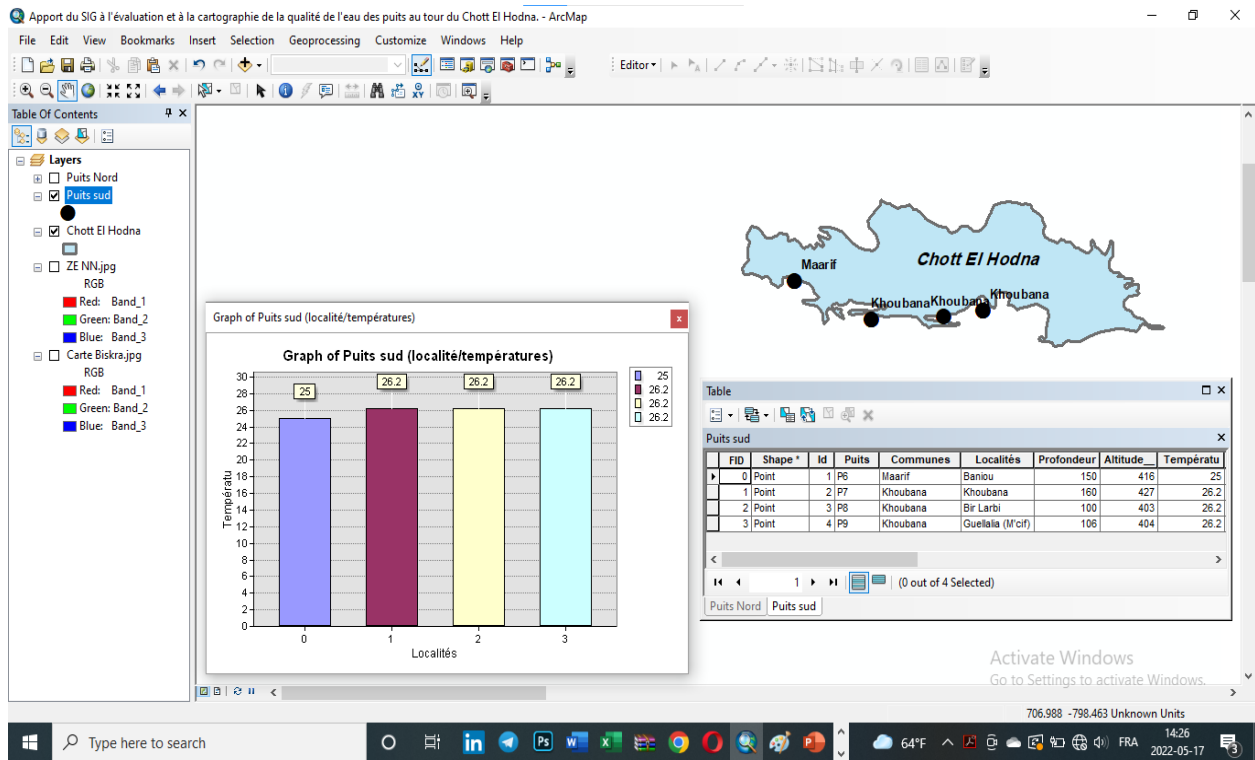 Apport du SIG à l'évaluation et à la cartographie de la qualité de l'eau des puits au tour du Chott El Hodna. - ArcMap
File Edit View Bookmarks Insert Selection Geoprocessing Customize Windows Help
Editor
Table Of Contents
Layers
Puits Nord
Puits sud
Chott El Hodna
ZE NN.jpg
RGB
Red: Band_1
Green: Band_2
Blue: Band_3
Carte Biskra.jpg
RGB
Red: Band_1
Green: Band_2
Blue: Band_3
Chott El Hodna
Maarif
Khoubana Khoubana Khoubana
Graph of Puits sud (localité/températures)
Graph of Puits sud (localité/températures)
30
28
26
24
22
20
18
16
14
12
10
8
6
4
2
0
Températu
25 26.2 26.2 26.2
0 1 2 3
Localités
25
26.2
26.2
26.2
Table
Puits sud
FID Shape * Id Puits Communes Localités Profondeur Altitude__ Températu
0 Point 1 P6 Maarif Baniou 150 416 25
1 Point 2 P7 Khoubana Khoubana 160 427 26.2
2 Point 3 P8 Khoubana Bir Larbi 100 403 26.2
3 Point 4 P9 Khoubana Guellalia (M'cif) 106 404 26.2
1 (0 out of 4 Selected)
Puits Nord Puits sud
Activate Windows
Go to Settings to activate Windows.
706.988 -798.463 Unknown Units
Type here to search
64°F FRA 14:26
2022-05-17
3